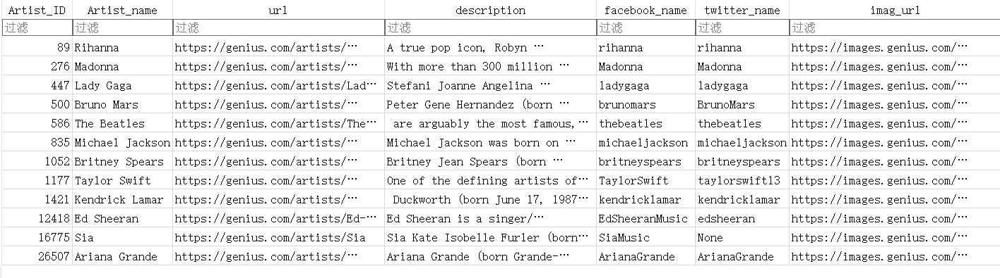 Artist_ID Artist_name url description facebook_name twitter_name imag_url
过滤 过滤 过滤 过滤 过滤 过滤 过滤
89 Rihanna https://genius.com/artists/… A true pop icon, Robyn … rihanna rihanna https://images.genius.com/…
276 Madonna https://genius.com/artists/… With more than 300 million … Madonna Madonna https://images.genius.com/…
447 Lady Gaga https://genius.com/artists/Lad… Stefani Joanne Angelina … ladygaga ladygaga https://images.genius.com/…
500 Bruno Mars https://genius.com/artists/… Peter Gene Hernandez (born … brunomars BrunoMars https://images.genius.com/…
586 The Beatles https://genius.com/artists/The… are arguably the most famous,… thebeatles thebeatles https://images.genius.com/…
835 Michael Jackson https://genius.com/artists/… Michael Jackson was born on … michaeljackson michaeljackson https://images.genius.com/…
1052 Britney Spears https://genius.com/artists/… Britney Jean Spears (born … britneyspears britneyspears https://images.genius.com/…
1177 Taylor Swift https://genius.com/artists/… One of the defining artists of… TaylorSwift taylorswift13 https://images.genius.com/…
1421 Kendrick Lamar https://genius.com/artists/… Duckworth (born June 17, 1987… kendricklamar kendricklamar https://images.genius.com/…
12418 Ed Sheeran https://genius.com/artists/Ed-… Ed Sheeran is a singer/… EdSheeranMusic edsheeran https://images.genius.com/…
16775 Sia https://genius.com/artists/Sia Sia Kate Isobelle Furler (born… SiaMusic None https://images.genius.com/…
26507 Ariana Grande https://genius.com/artists/… Ariana Grande (born Grande-… ArianaGrande ArianaGrande https://images.genius.com/…